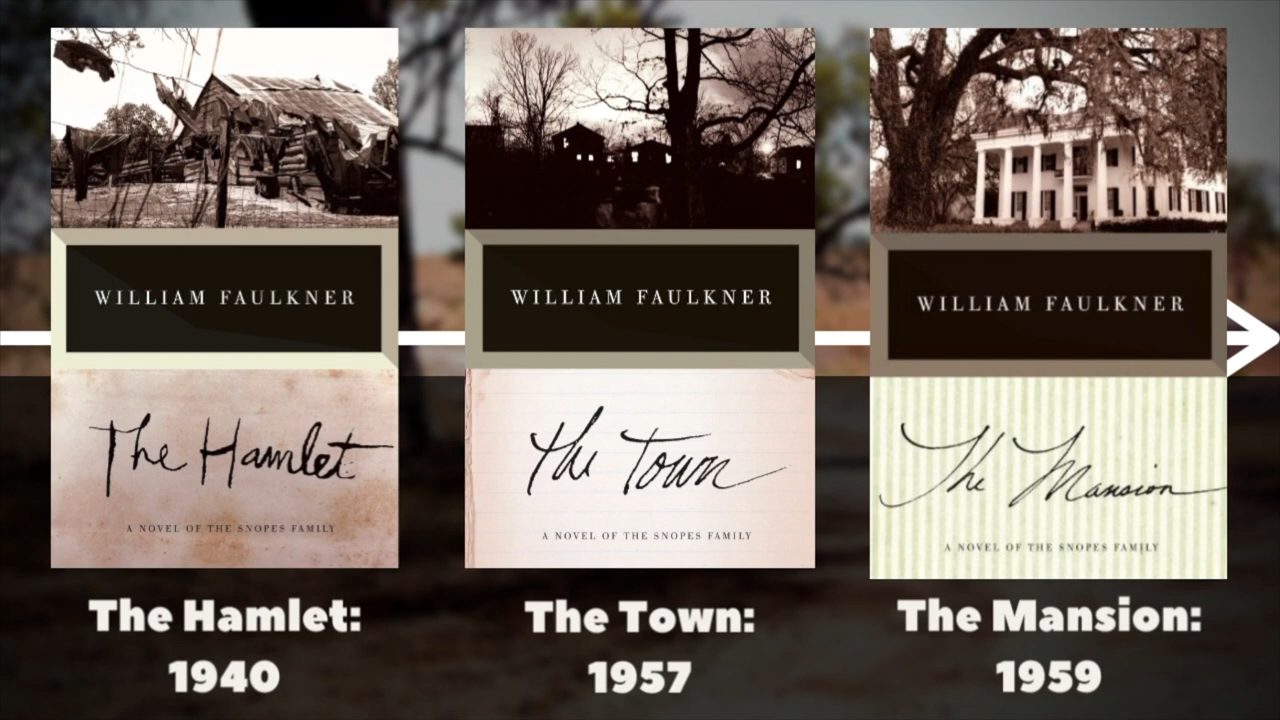 WILLIAM FAULKNER
The Hamlet
A NOVEL OF THE SNOPES FAMILY
The Hamlet:
1940
WILLIAM FAULKNER
the Town
A NOVEL OF THE SNOPES FAMILY
The Town:
1957
WILLIAM FAULKNER
The Mansion
A NOVEL OF THE SNOPES FAMILY
The Mansion:
1959